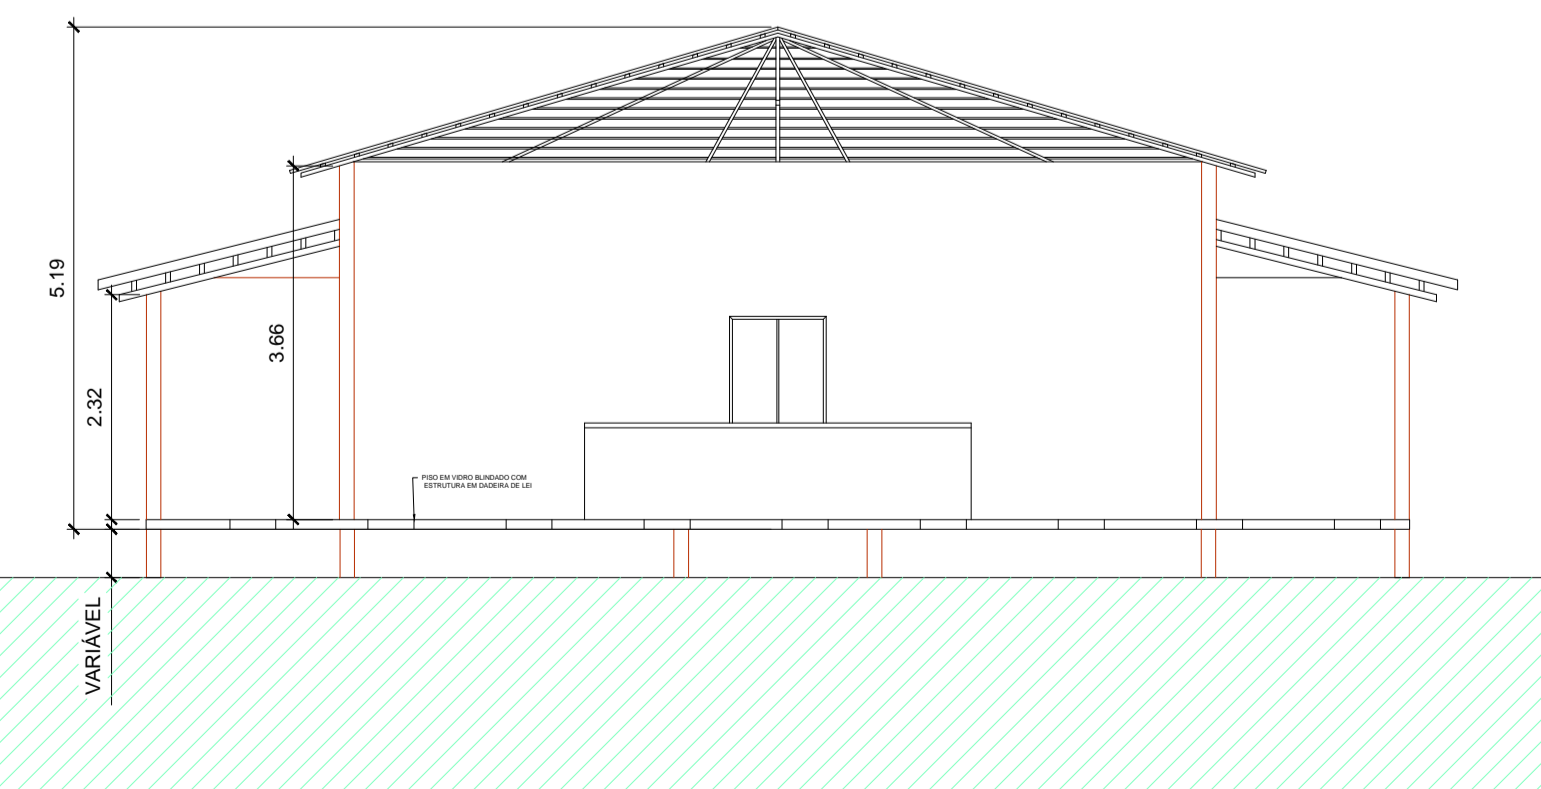 5.19
3.66
2.32
PISO EM VIDRO BLINDADO COM
ESTRUTURA EM DADEIRA DE LEI
VARIÁVEL